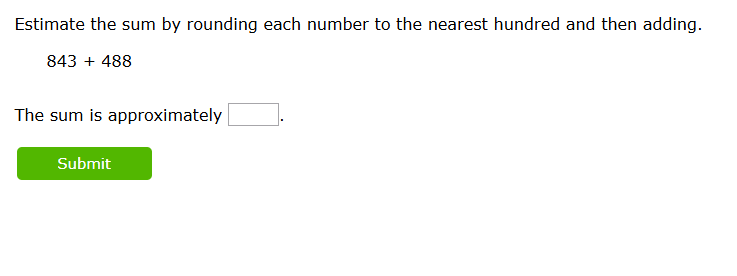 Estimate the sum by rounding each number to the nearest hundred and then adding.
843 + 488
The sum is approximately .
Submit